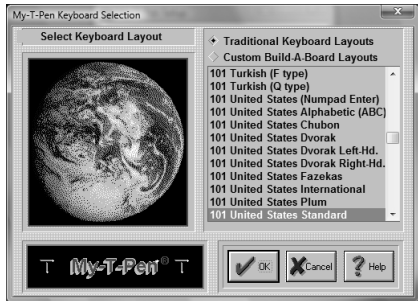 My-T-Pen Keyboard Selection
Select Keyboard Layout
Traditional Keyboard Layouts
Custom Build-A-Board Layouts
101 Turkish (F type)
101 Turkish (Q type)
101 United States (Numpad Enter)
101 United States Alphabetic (ABC)
101 United States Chubon
101 United States Dvorak
101 United States Dvorak Left-Hd.
101 United States Dvorak Right-Hd.
101 United States Fazekas
101 United States International
101 United States Plum
101 United States Standard
T My-T-Pen® T
OK
Cancel
Help